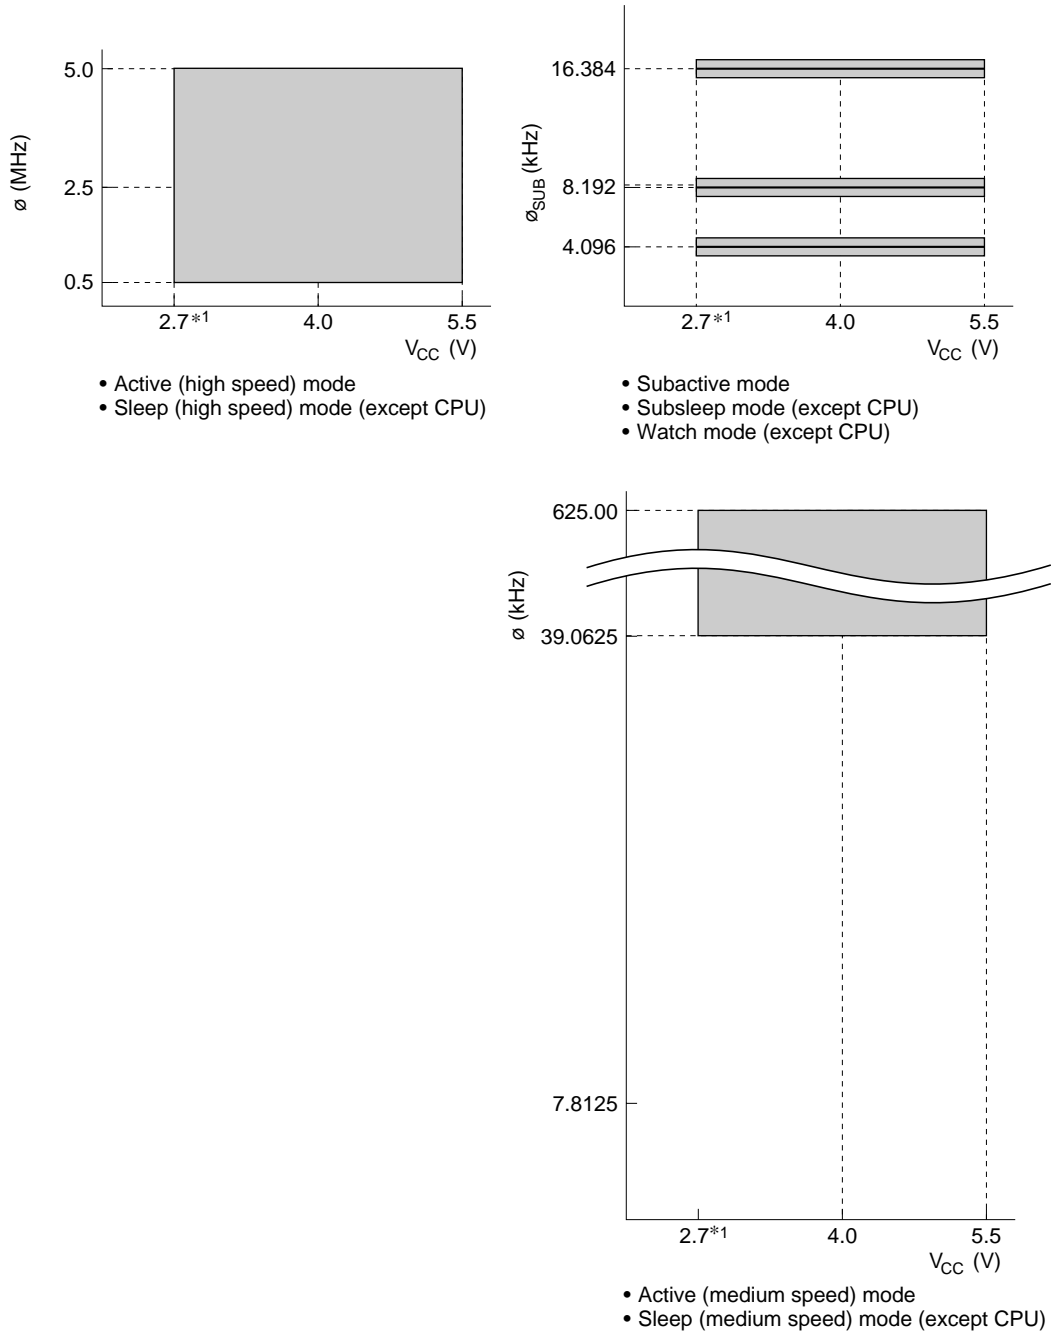 5.0
2.5
0.5
ø (MHz)
2.7*1 4.0 5.5
VCC (V)
• Active (high speed) mode
• Sleep (high speed) mode (except CPU)
16.384
8.192
4.096
øSUB (kHz)
2.7*1 4.0 5.5
VCC (V)
• Subactive mode
• Subsleep mode (except CPU)
• Watch mode (except CPU)
625.00
39.0625
7.8125
ø (kHz)
2.7*1 4.0 5.5
VCC (V)
• Active (medium speed) mode
• Sleep (medium speed) mode (except CPU)